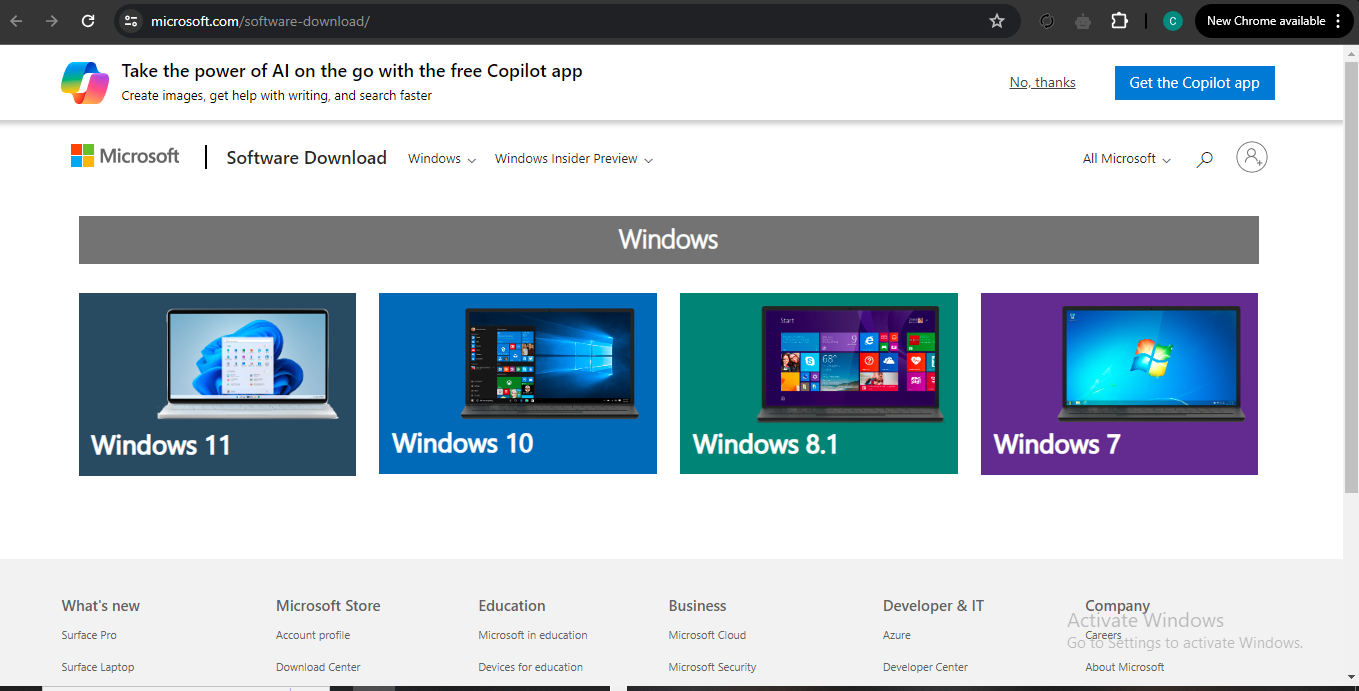 microsoft.com/software-download/
C
New Chrome available
Take the power of AI on the go with the free Copilot app
Create images, get help with writing, and search faster
No, thanks
Get the Copilot app
Microsoft
Software Download
Windows
Windows Insider Preview
All Microsoft
Windows
Start
Windows 11
Windows 10
Windows 8.1
Windows 7
What's new
Microsoft Store
Education
Business
Developer & IT
Company
Activate Windows
Surface Pro
Account profile
Microsoft in education
Microsoft Cloud
Azure
Careers
Go to Settings to activate Windows.
Surface Laptop
Download Center
Devices for education
Microsoft Security
Developer Center
About Microsoft